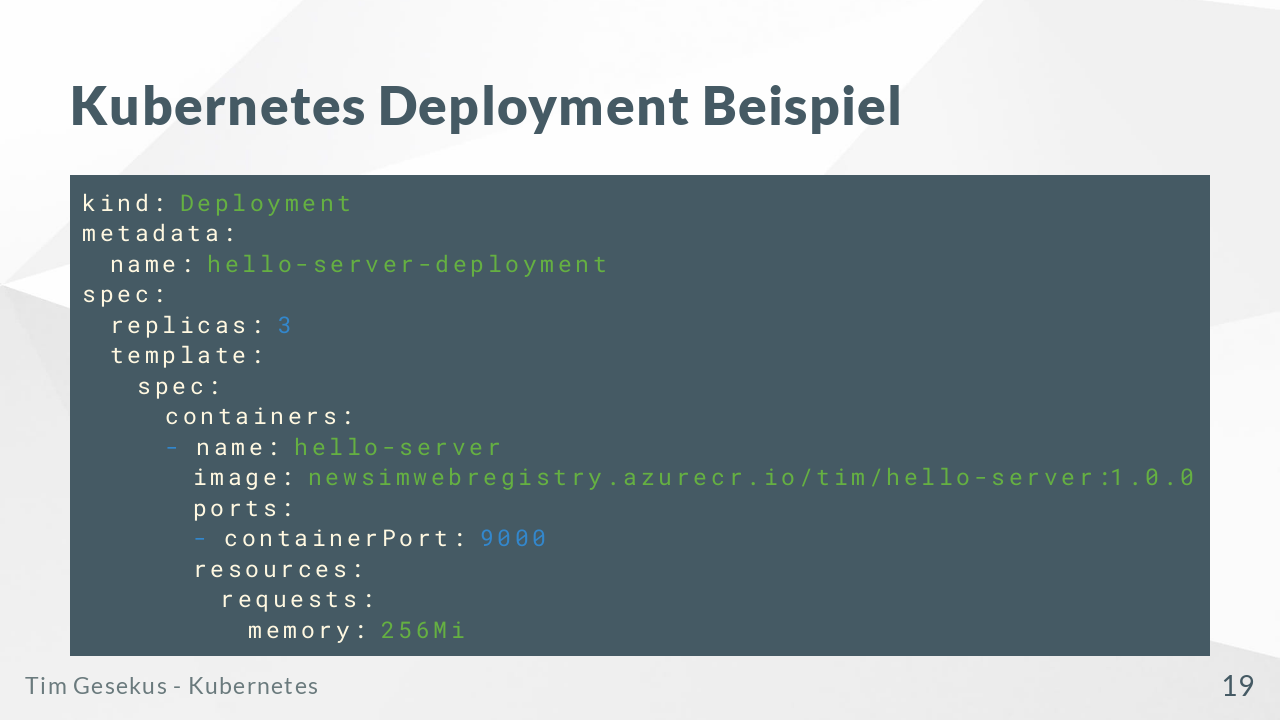 Kubernetes Deployment Beispiel
kind: Deployment
metadata:
  name: hello-server-deployment
spec:
  replicas: 3
  template:
    spec:
      containers:
      - name: hello-server
        image: newsimwebregistry.azurecr.io/tim/hello-server:1.0.0
        ports:
        - containerPort: 9000
        resources:
          requests:
            memory: 256Mi
Tim Gesekus - Kubernetes
19